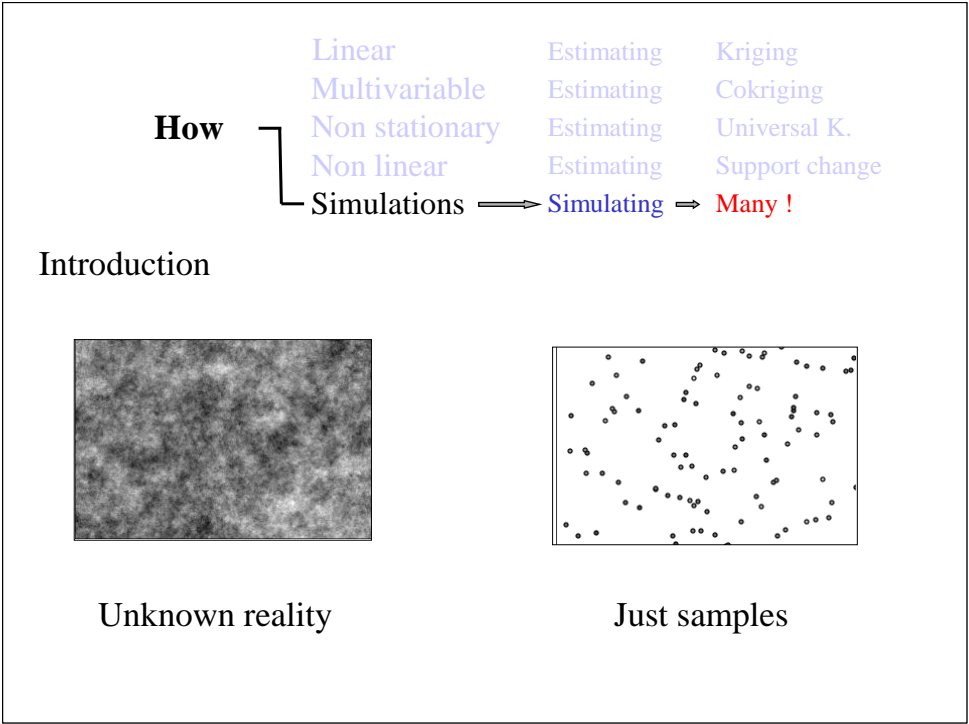 Linear Estimating Kriging
Multivariable Estimating Cokriging
How Non stationary Estimating Universal K.
Non linear Estimating Support change
Simulations Simulating Many !
Introduction
Unknown reality Just samples